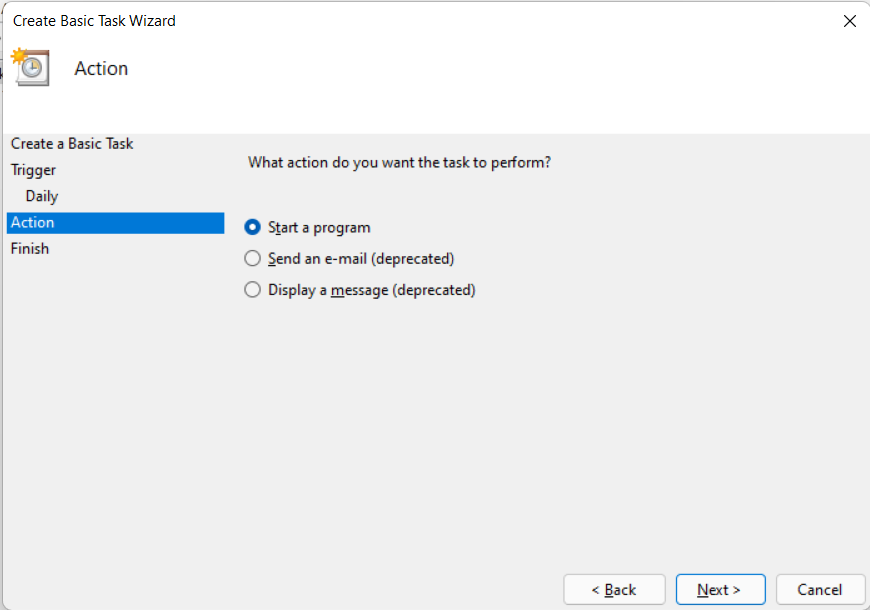 Create Basic Task Wizard
Action
Create a Basic Task
What action do you want the task to perform?
Trigger
Daily
Action
Start a program
Finish
Send an e-mail (deprecated)
Display a message (deprecated)
< Back
Next >
Cancel